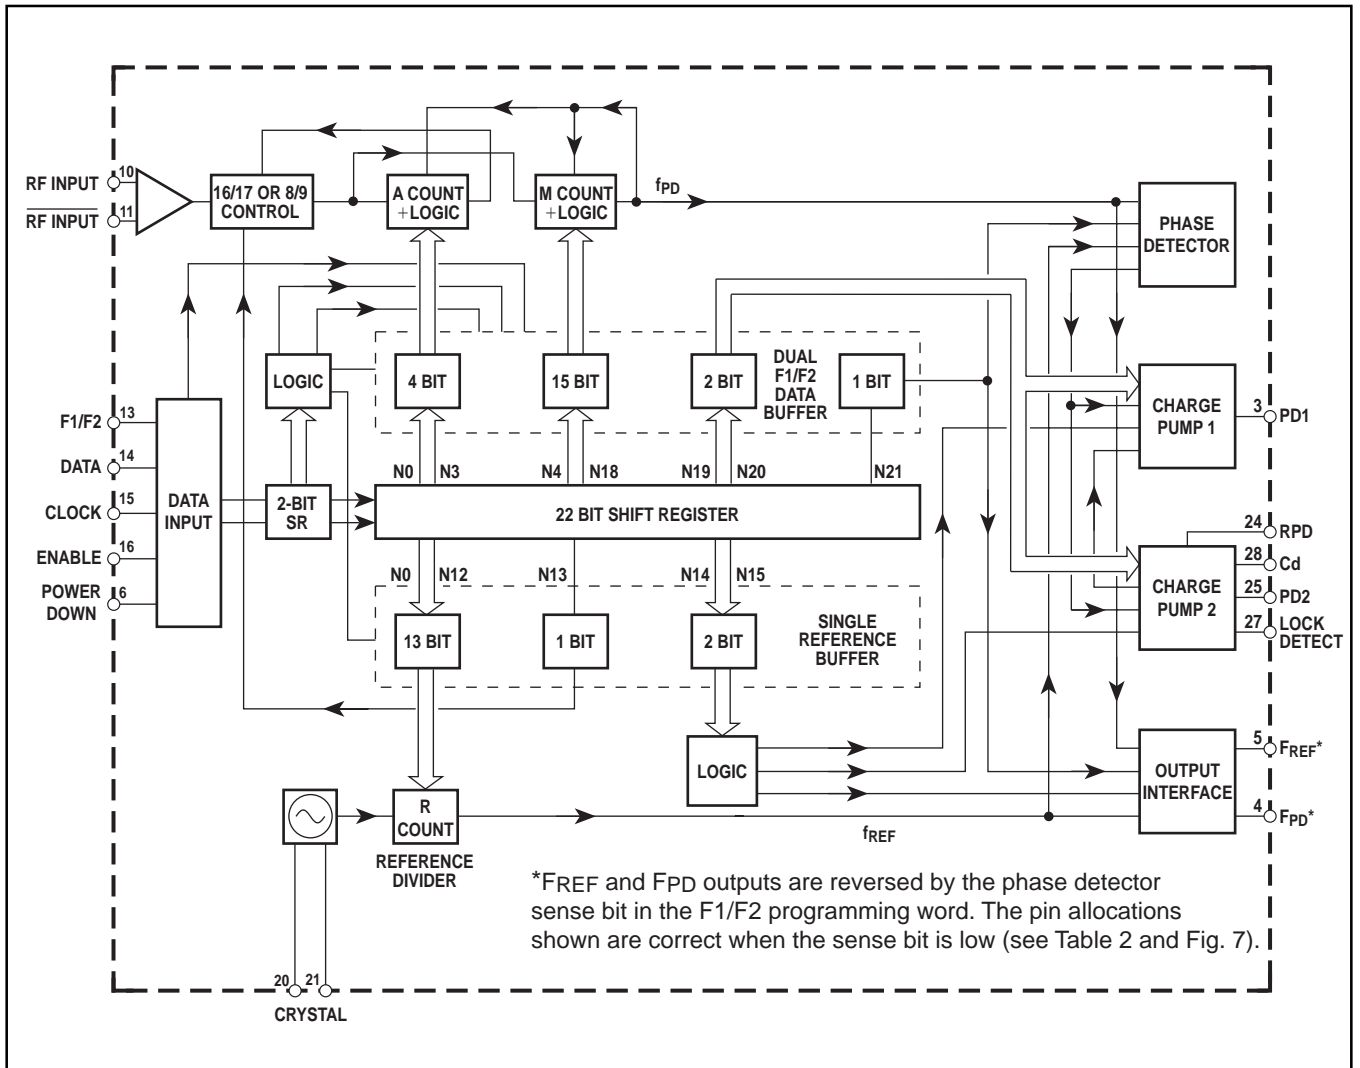 10
RF INPUT
11
RF INPUT
16/17 OR 8/9
CONTROL
A COUNT
+LOGIC
M COUNT
+LOGIC
fPD
PHASE
DETECTOR
LOGIC
4 BIT
15 BIT
2 BIT
DUAL
F1/F2
DATA
BUFFER
1 BIT
CHARGE
PUMP 1
3
PD1
13
F1/F2
14
DATA
15
CLOCK
16
ENABLE
POWER
DOWN
6
DATA
INPUT
2-BIT
SR
N0 N3
N4 N18
N19 N20
N21
22 BIT SHIFT REGISTER
24
RPD
28
Cd
25
PD2
27
LOCK
DETECT
CHARGE
PUMP 2
N0 N12
N13
N14 N15
13 BIT
1 BIT
2 BIT
SINGLE
REFERENCE
BUFFER
LOGIC
OUTPUT
INTERFACE
5
FREF*
4
FPD*
R
COUNT
REFERENCE
DIVIDER
fREF
*FREF and FPD outputs are reversed by the phase detector
sense bit in the F1/F2 programming word. The pin allocations
shown are correct when the sense bit is low (see Table 2 and Fig. 7).
20 21
CRYSTAL